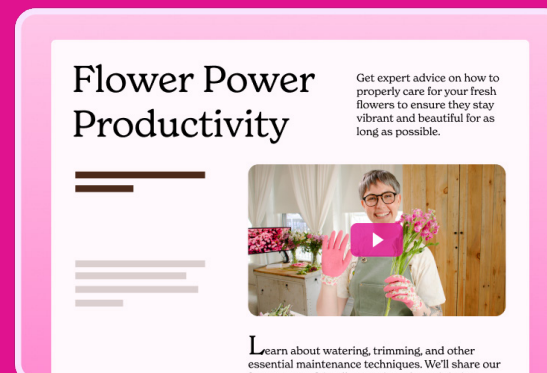 Flower Power
Productivity
Get expert advice on how to
properly care for your fresh
flowers to ensure they stay
vibrant and beautiful for as
long as possible.
Learn about watering, trimming, and other
essential maintenance techniques. We'll share our